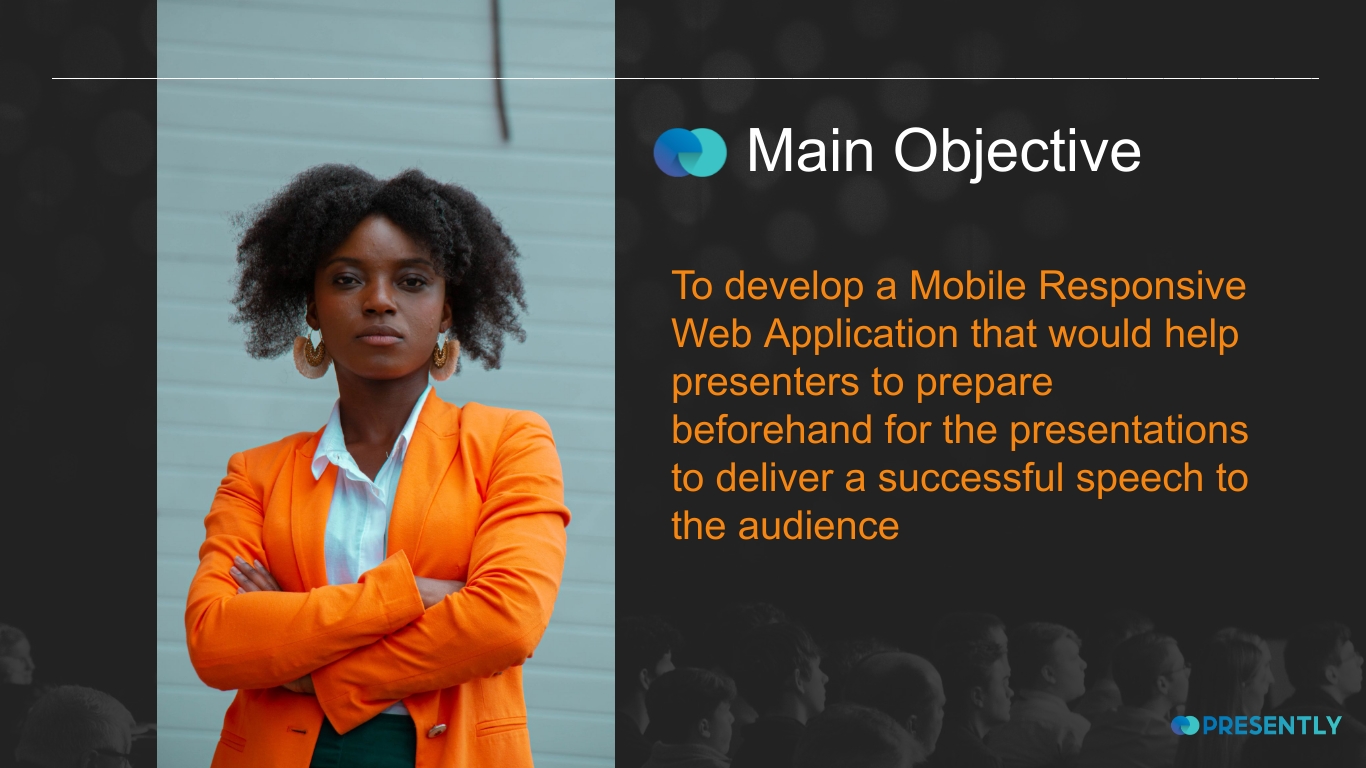 Main Objective
To develop a Mobile Responsive
Web Application that would help
presenters to prepare
beforehand for the presentations
to deliver a successful speech to
the audience
PRESENTLY